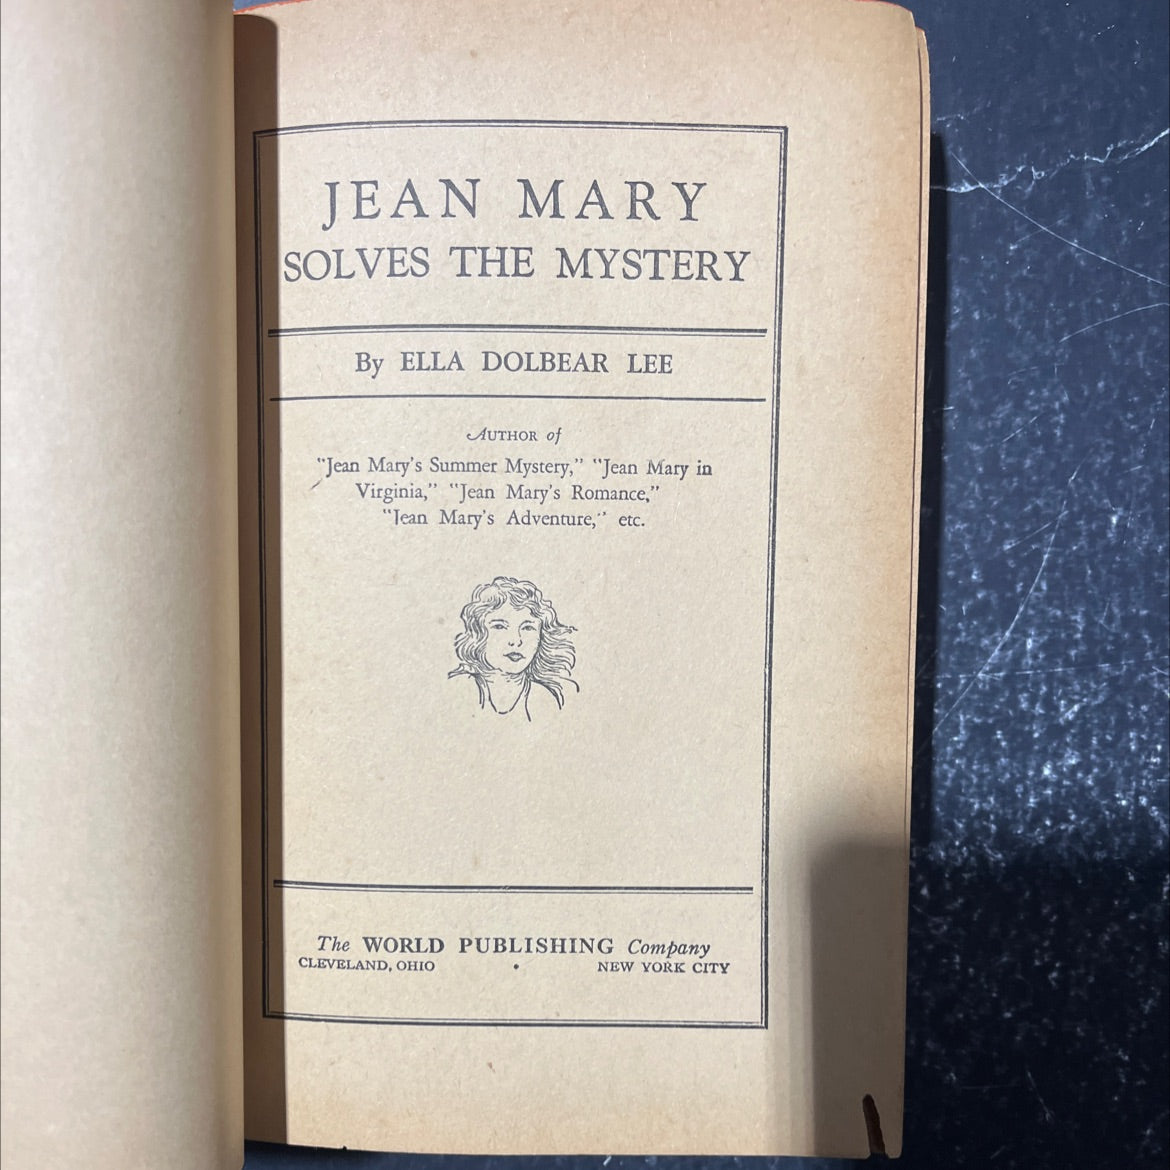 JEAN MARY
SOLVES THE MYSTERY
By ELLA DOLBEAR LEE
AUTHOR of
"Jean Mary's Summer Mystery," "Jean Mary in
Virginia," "Jean Mary's Romance,"
"Jean Mary's Adventure," etc.
The WORLD PUBLISHING Company
CLEVELAND, OHIO • NEW YORK CITY